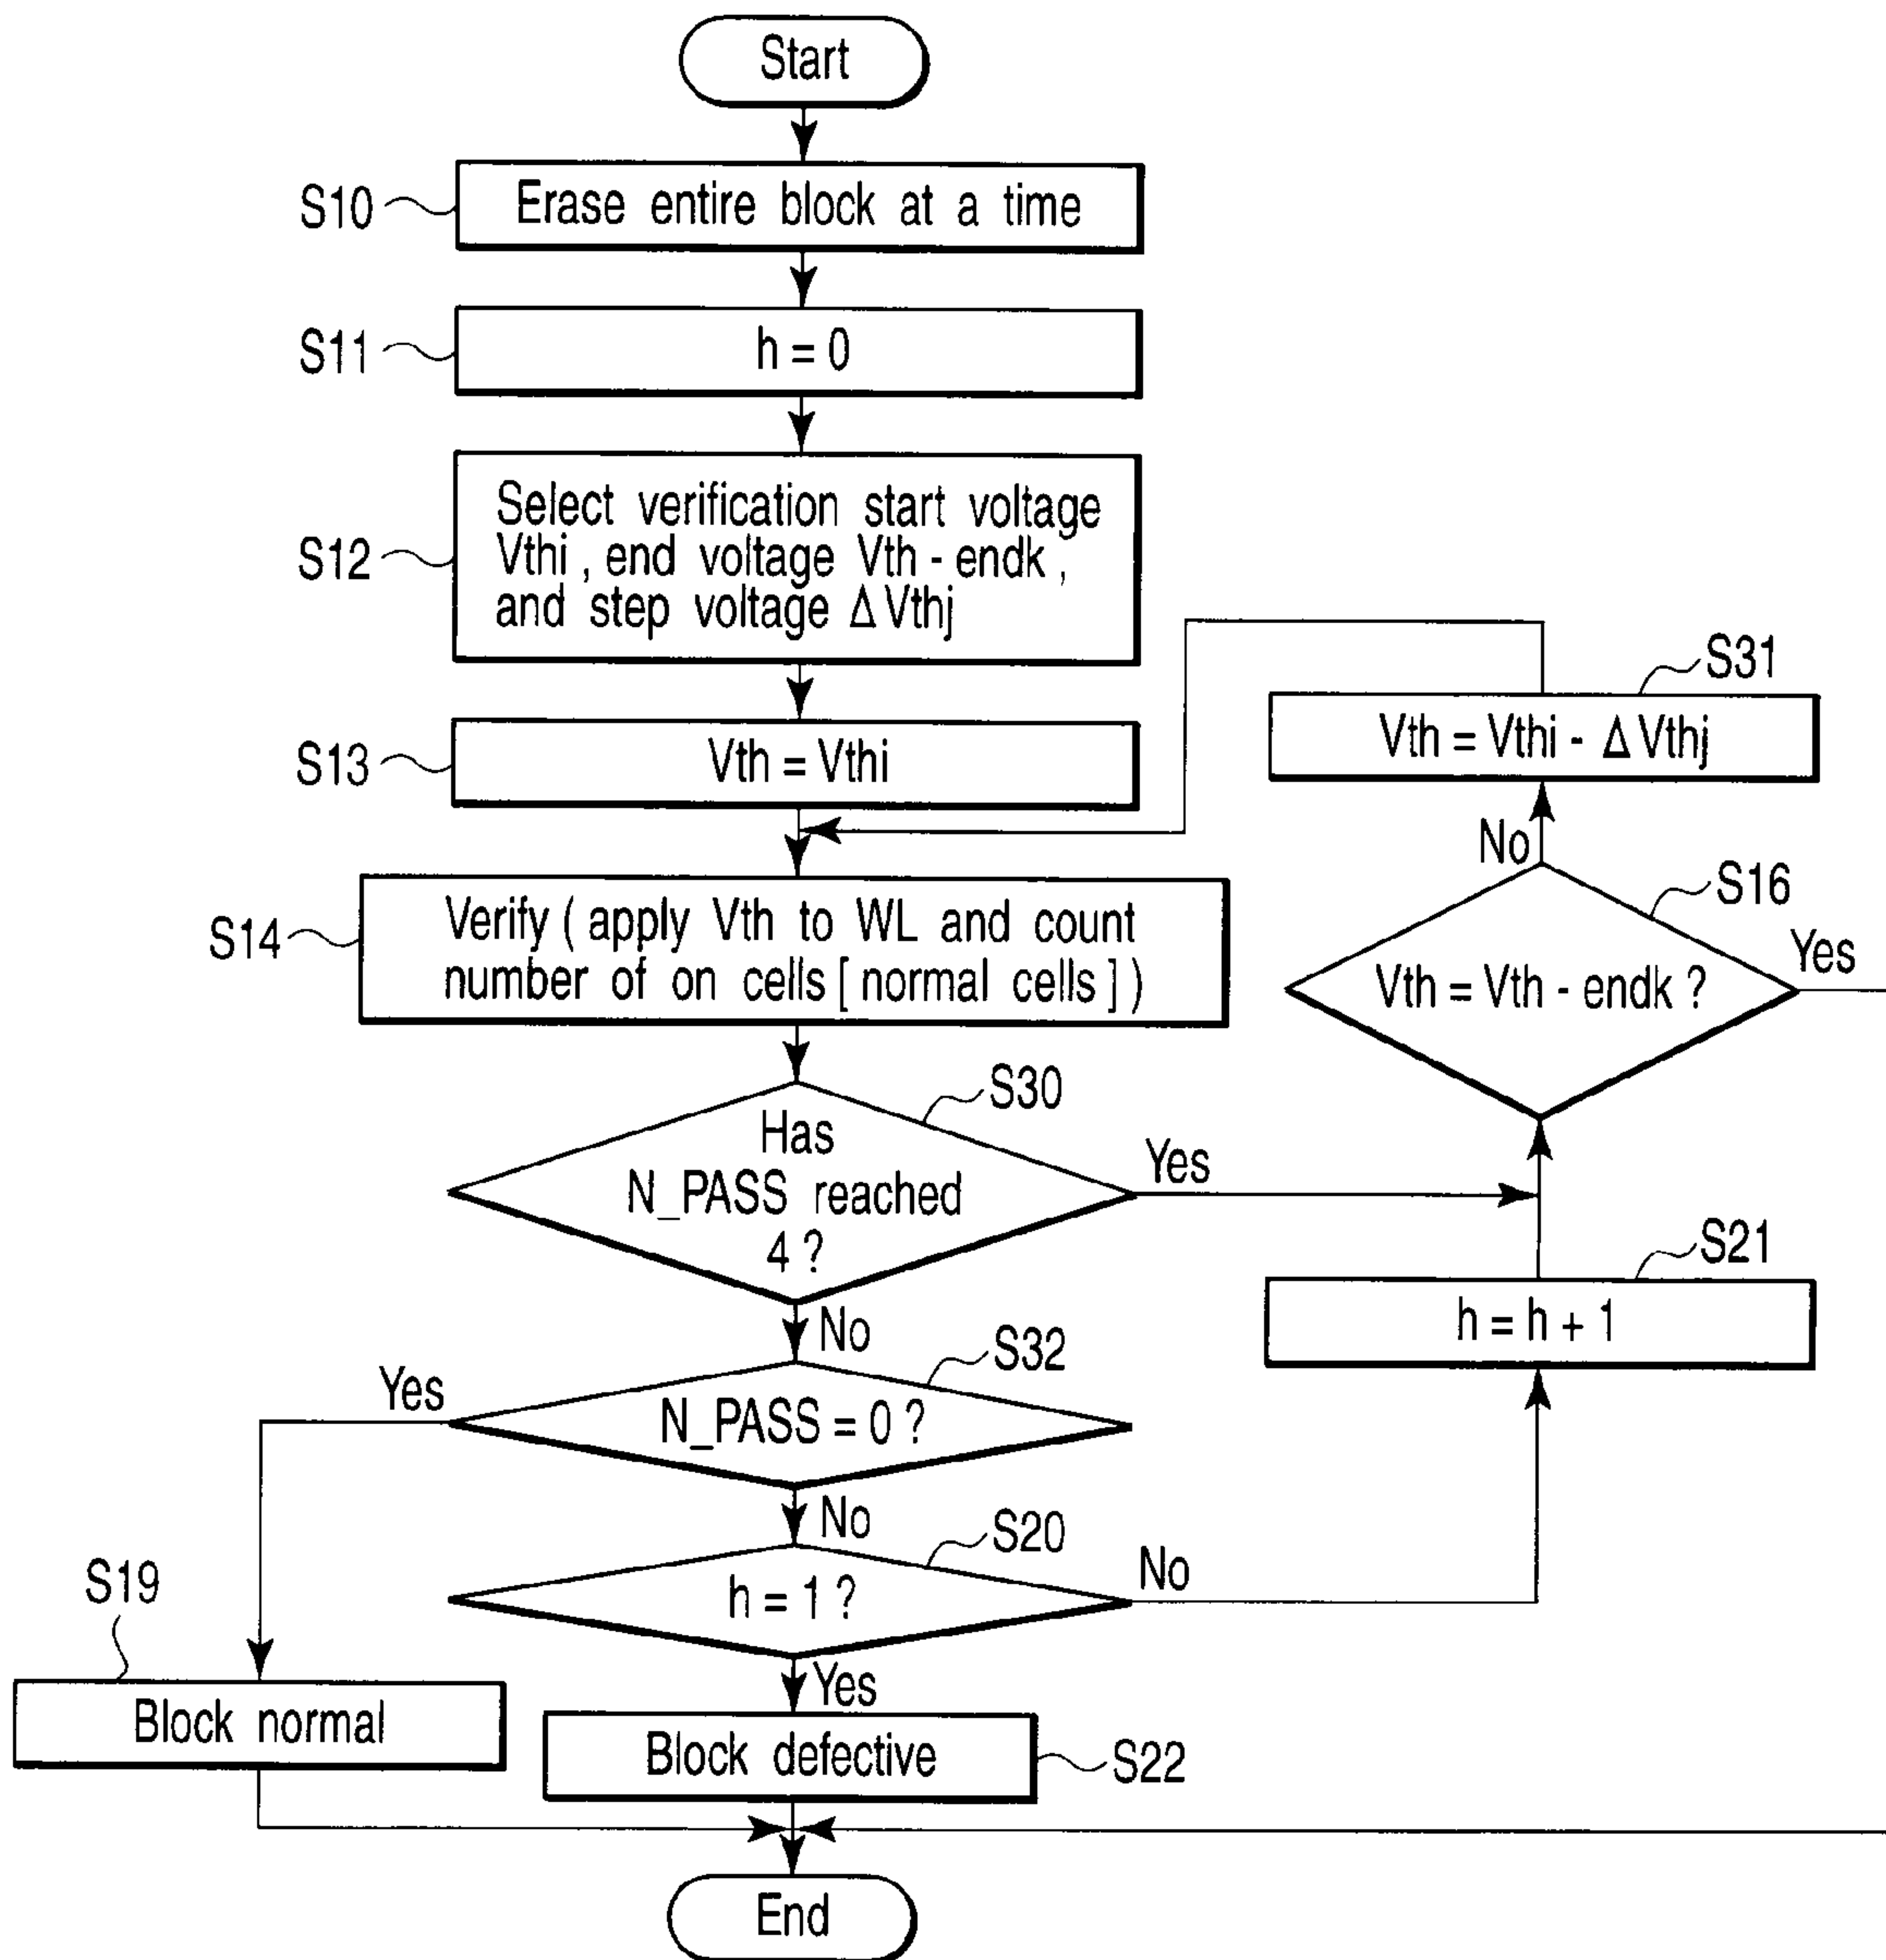 Start
S10
Erase entire block at a time
S11
h = 0
S12
Select verification start voltage
Vthi , end voltage Vth - endk ,
and step voltage Δ Vthj
S13
Vth = Vthi
S31
Vth = Vthi - Δ Vthj
No
S16
Vth = Vth - endk ?
Yes
S14
Verify ( apply Vth to WL and count
number of on cells [ normal cells ] )
S30
Has
N_PASS reached
4 ?
Yes
No
S21
h = h + 1
S32
N_PASS = 0 ?
Yes
No
S20
h = 1 ?
No
Yes
S19
Block normal
Block defective
S22
End